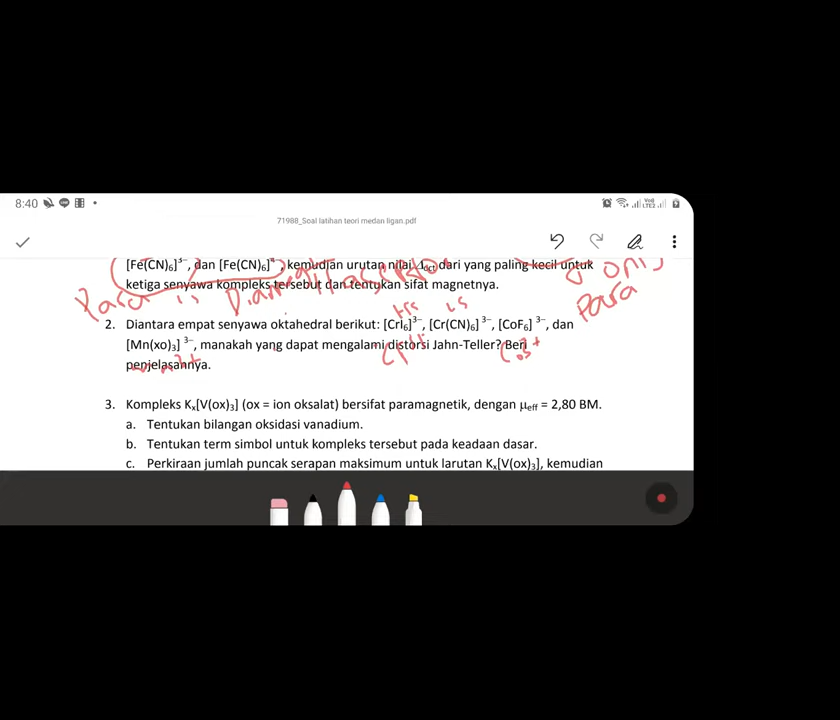 8:40
VoD
LTE2
71988_Soal latihan teori medan ligan.pdf
[Fe(CN)₆]³⁻, dan [Fe(CN)₆]⁴⁻, kemudian urutan nilai Δoct dari yang paling kecil untuk
ketiga senyawa kompleks tersebut dan tentukan sifat magnetnya.
Para
Para
HS
LS
2. Diantara empat senyawa oktahedral berikut: [CrI₆]³⁻, [Cr(CN)₆]³⁻, [CoF₆]³⁻, dan
[Mn(xo)₃]³⁻, manakah yang dapat mengalami distorsi Jahn-Teller? Beri
Co3+
penjelasannya.
3. Kompleks Kₓ[V(ox)₃] (ox = ion oksalat) bersifat paramagnetik, dengan μeff = 2,80 BM.
a. Tentukan bilangan oksidasi vanadium.
b. Tentukan term simbol untuk kompleks tersebut pada keadaan dasar.
c. Perkiraan jumlah puncak serapan maksimum untuk larutan Kₓ[V(ox)₃], kemudian